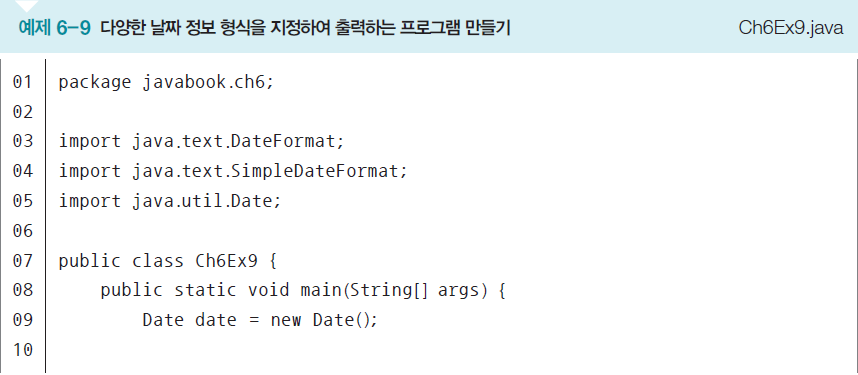 예제 6-9 다양한 날짜 정보 형식을 지정하여 출력하는 프로그램 만들기 Ch6Ex9.java
01 package javabook.ch6;
02
03 import java.text.DateFormat;
04 import java.text.SimpleDateFormat;
05 import java.util.Date;
06
07 public class Ch6Ex9 {
08 public static void main(String[] args) {
09 Date date = new Date();
10